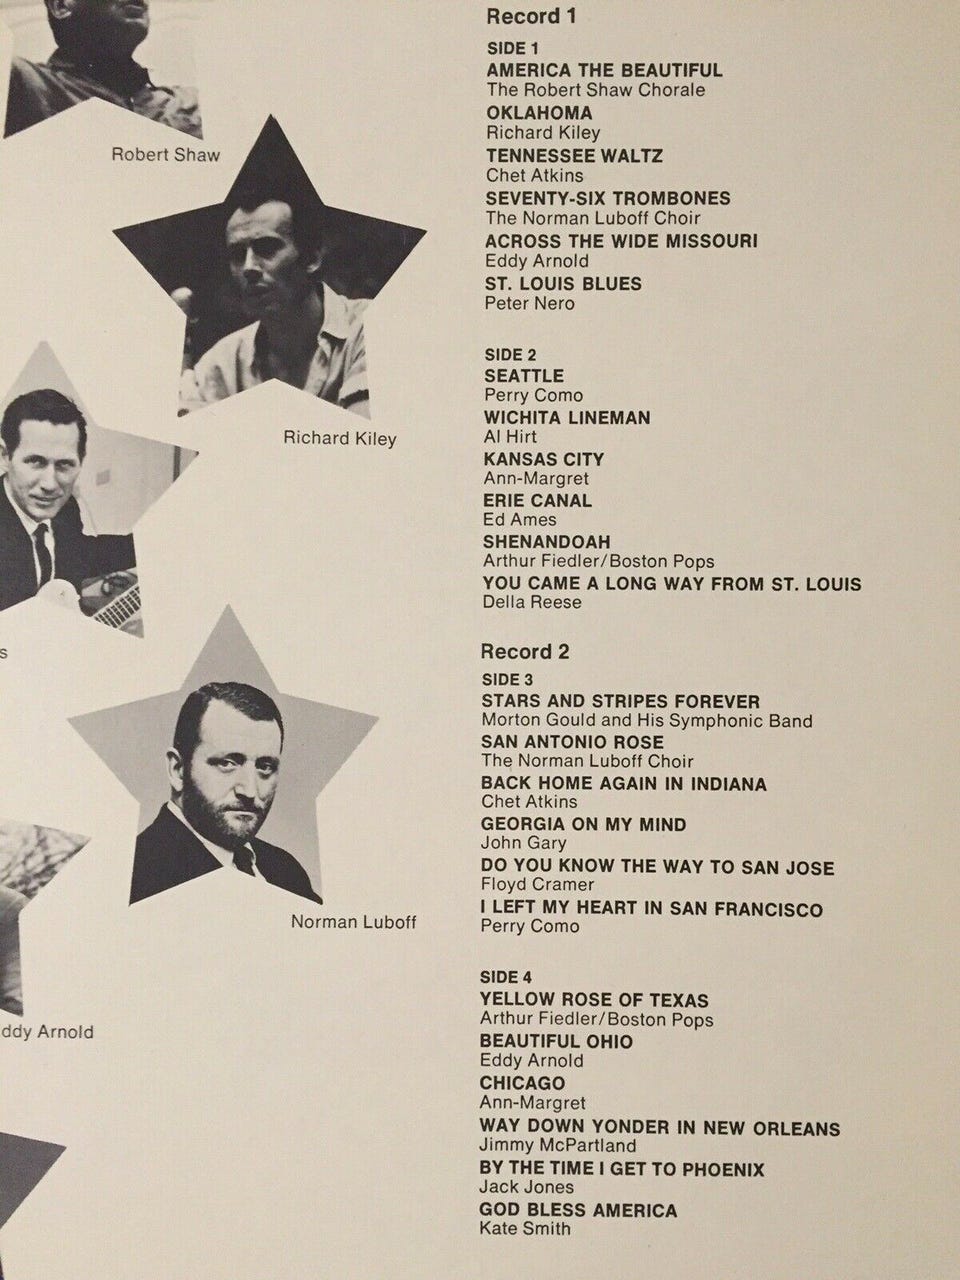 Robert Shaw
Richard Kiley
s
Norman Luboff
ddy Arnold
Record 1
SIDE 1
AMERICA THE BEAUTIFUL
The Robert Shaw Chorale
OKLAHOMA
Richard Kiley
TENNESSEE WALTZ
Chet Atkins
SEVENTY-SIX TROMBONES
The Norman Luboff Choir
ACROSS THE WIDE MISSOURI
Eddy Arnold
ST. LOUIS BLUES
Peter Nero
SIDE 2
SEATTLE
Perry Como
WICHITA LINEMAN
Al Hirt
KANSAS CITY
Ann-Margret
ERIE CANAL
Ed Ames
SHENANDOAH
Arthur Fiedler/Boston Pops
YOU CAME A LONG WAY FROM ST. LOUIS
Della Reese
Record 2
SIDE 3
STARS AND STRIPES FOREVER
Morton Gould and His Symphonic Band
SAN ANTONIO ROSE
The Norman Luboff Choir
BACK HOME AGAIN IN INDIANA
Chet Atkins
GEORGIA ON MY MIND
John Gary
DO YOU KNOW THE WAY TO SAN JOSE
Floyd Cramer
I LEFT MY HEART IN SAN FRANCISCO
Perry Como
SIDE 4
YELLOW ROSE OF TEXAS
Arthur Fiedler/Boston Pops
BEAUTIFUL OHIO
Eddy Arnold
CHICAGO
Ann-Margret
WAY DOWN YONDER IN NEW ORLEANS
Jimmy McPartland
BY THE TIME I GET TO PHOENIX
Jack Jones
GOD BLESS AMERICA
Kate Smith